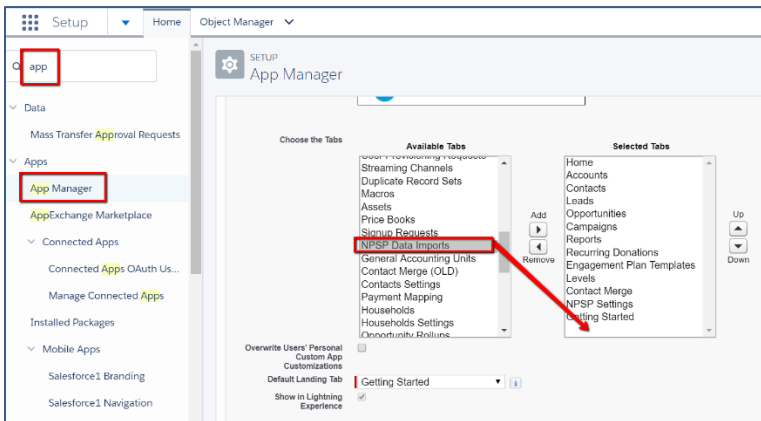 Setup
Home
Object Manager
app
SETUP
App Manager
Data
Mass Transfer Approval Requests
Apps
App Manager
AppExchange Marketplace
Connected Apps
Connected Apps OAuth Us...
Manage Connected Apps
Installed Packages
Mobile Apps
Salesforce1 Branding
Salesforce1 Navigation
Choose the Tabs
Available Tabs
User Provisioning Requests
Streaming Channels
Duplicate Record Sets
Macros
Assets
Price Books
Signup Requests
NPSP Data Imports
General Accounting Units
Contact Merge (OLD)
Contacts Settings
Payment Mapping
Households
Households Settings
Opportunity Rollups
Add
Remove
Selected Tabs
Home
Accounts
Contacts
Leads
Opportunities
Campaigns
Reports
Recurring Donations
Engagement Plan Templates
Levels
Contact Merge
NPSP Settings
Getting Started
Up
Down
Overwrite Users' Personal
Custom App
Customizations
Default Landing Tab
Getting Started
i
Show in Lightning
Experience